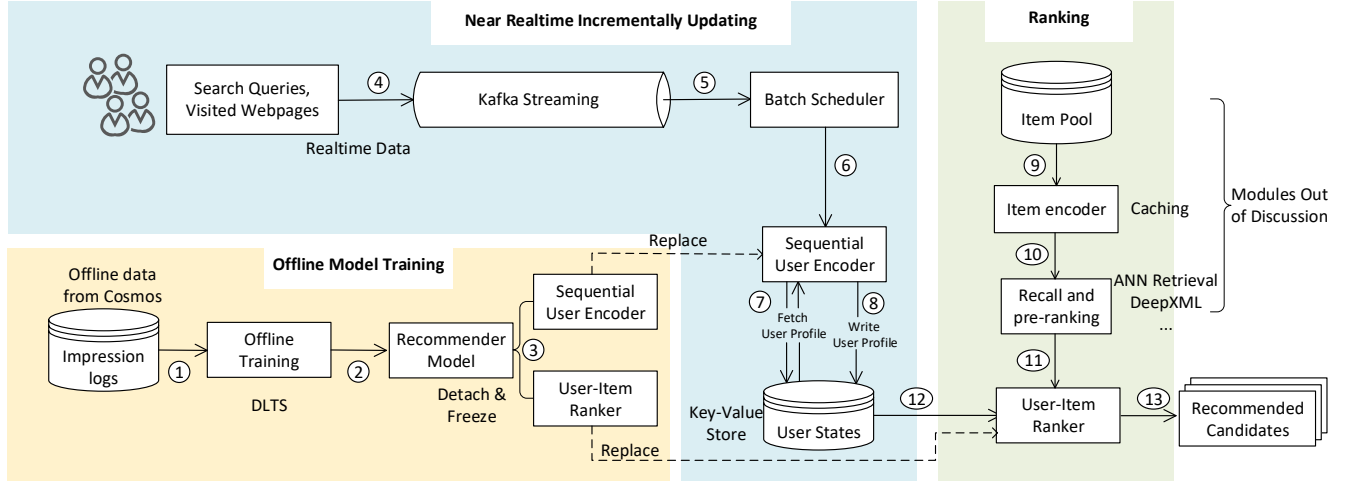 Near Realtime Incrementally Updating
Ranking
Search Queries,
Visited Webpages
4
Kafka Streaming
5
Batch Scheduler
Realtime Data
6
Item Pool
9
Item encoder
Caching
Modules Out
of Discussion
10
Recall and
pre-ranking
ANN Retrieval
DeepXML
...
11
Replace
Sequential
User Encoder
7
8
Fetch
User Profile
Write
User Profile
Key-Value
Store
User States
12
User-Item
Ranker
13
Recommended
Candidates
Offline Model Training
Offline data
from Cosmos
Impression
logs
1
Offline
Training
DLTS
2
Recommender
Model
3
Detach &
Freeze
Sequential
User Encoder
User-Item
Ranker
Replace